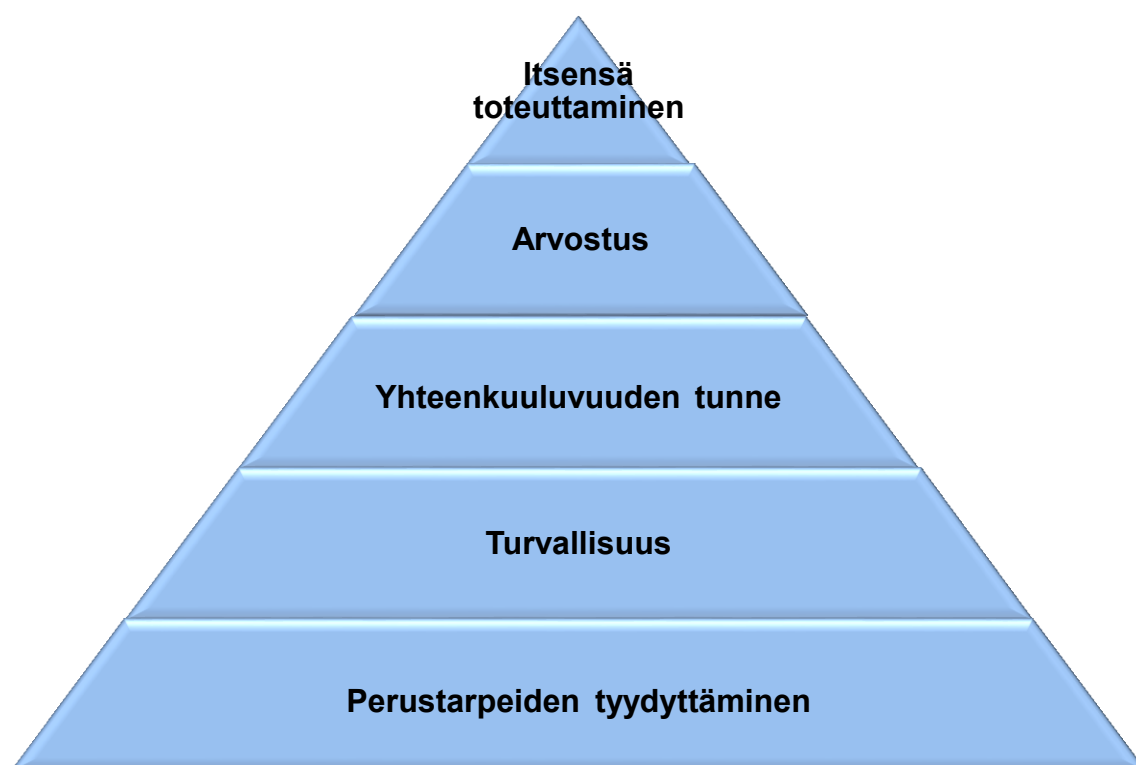 Itsensä
toteuttaminen
Arvostus
Yhteenkuuluvuuden tunne
Turvallisuus
Perustarpeiden tyydyttäminen